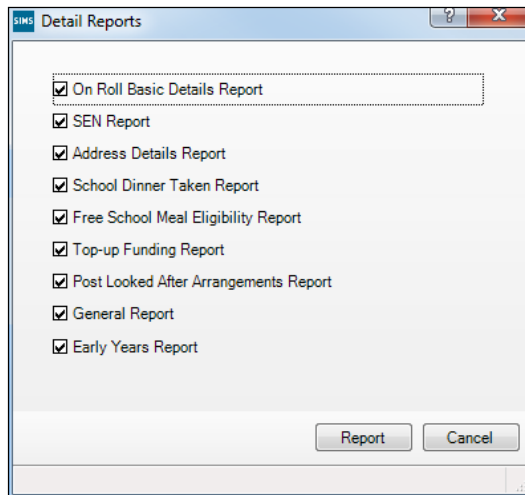 SIMS Detail Reports
On Roll Basic Details Report
SEN Report
Address Details Report
School Dinner Taken Report
Free School Meal Eligibility Report
Top-up Funding Report
Post Looked After Arrangements Report
General Report
Early Years Report
Report Cancel